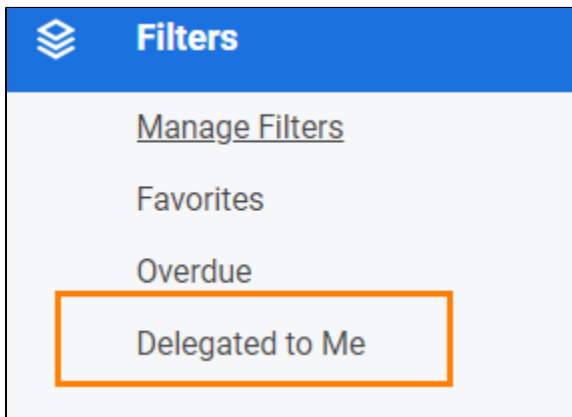 Filters
Manage Filters
Favorites
Overdue
Delegated to Me